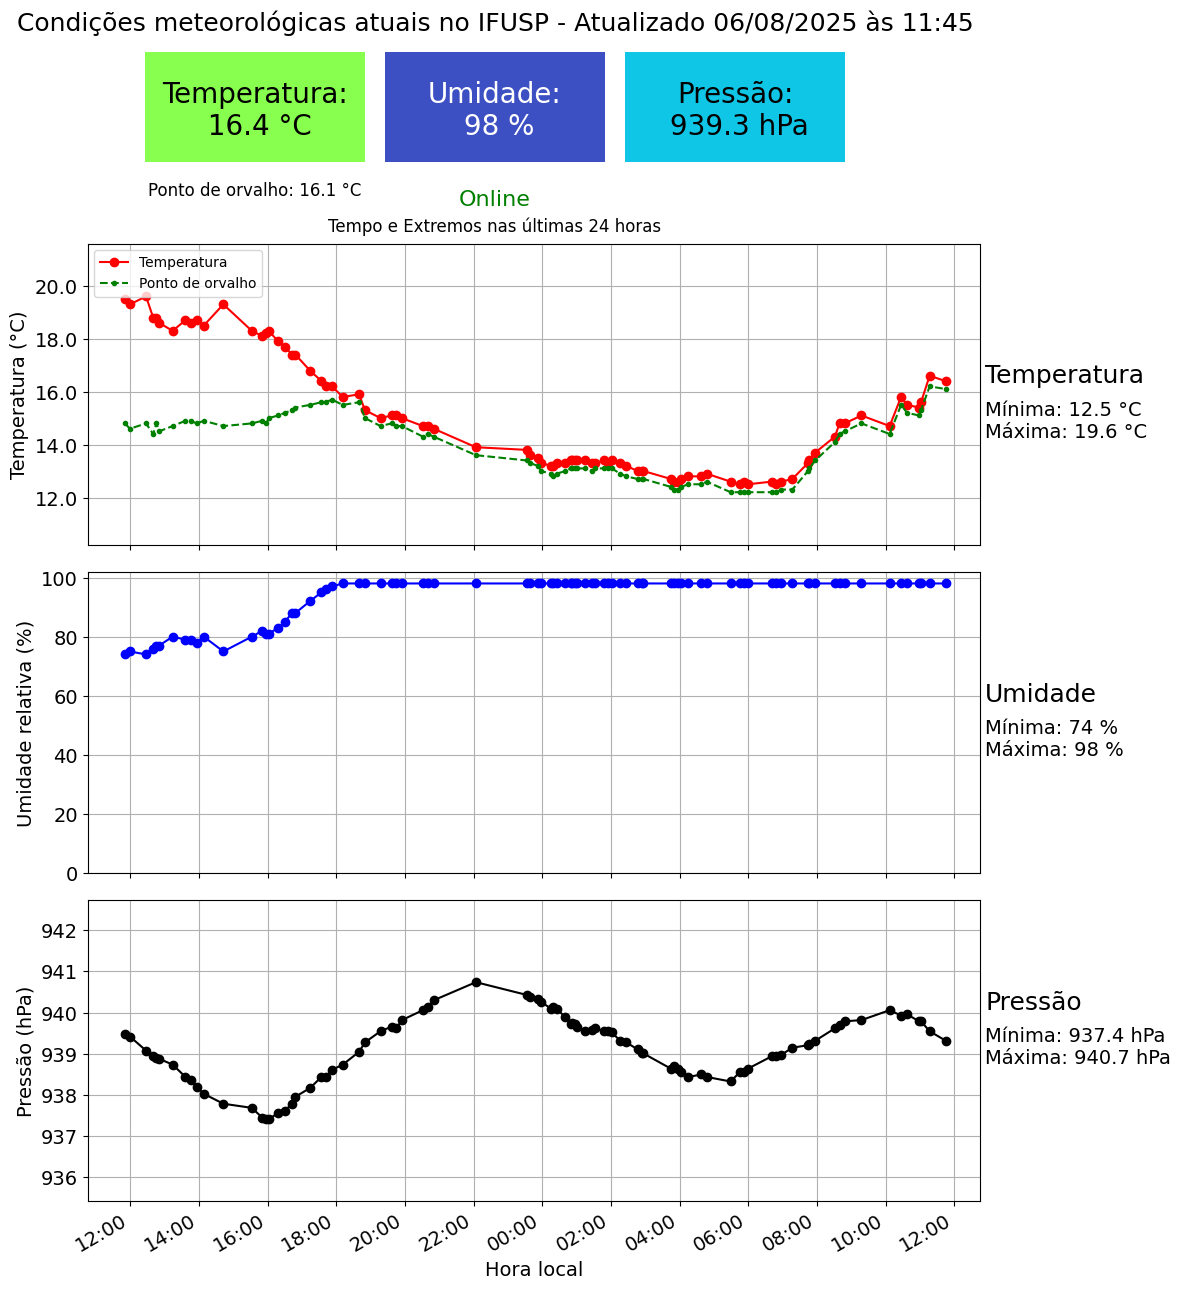 Condições meteorológicas atuais no IFUSP - Atualizado 06/08/2025 às 11:45
Temperatura:
16.4 °C
Umidade:
98 %
Pressão:
939.3 hPa
Ponto de orvalho: 16.1 °C
Online
Tempo e Extremos nas últimas 24 horas
Temperatura
Ponto de orvalho
Temperatura (°C)
20.0
18.0
16.0
14.0
12.0
Temperatura
Mínima: 12.5 °C
Máxima: 19.6 °C
Umidade relativa (%)
100
80
60
40
20
0
Umidade
Mínima: 74 %
Máxima: 98 %
Pressão (hPa)
942
941
940
939
938
937
936
Pressão
Mínima: 937.4 hPa
Máxima: 940.7 hPa
12:00
14:00
16:00
18:00
20:00
22:00
00:00
02:00
04:00
06:00
08:00
10:00
12:00
Hora local